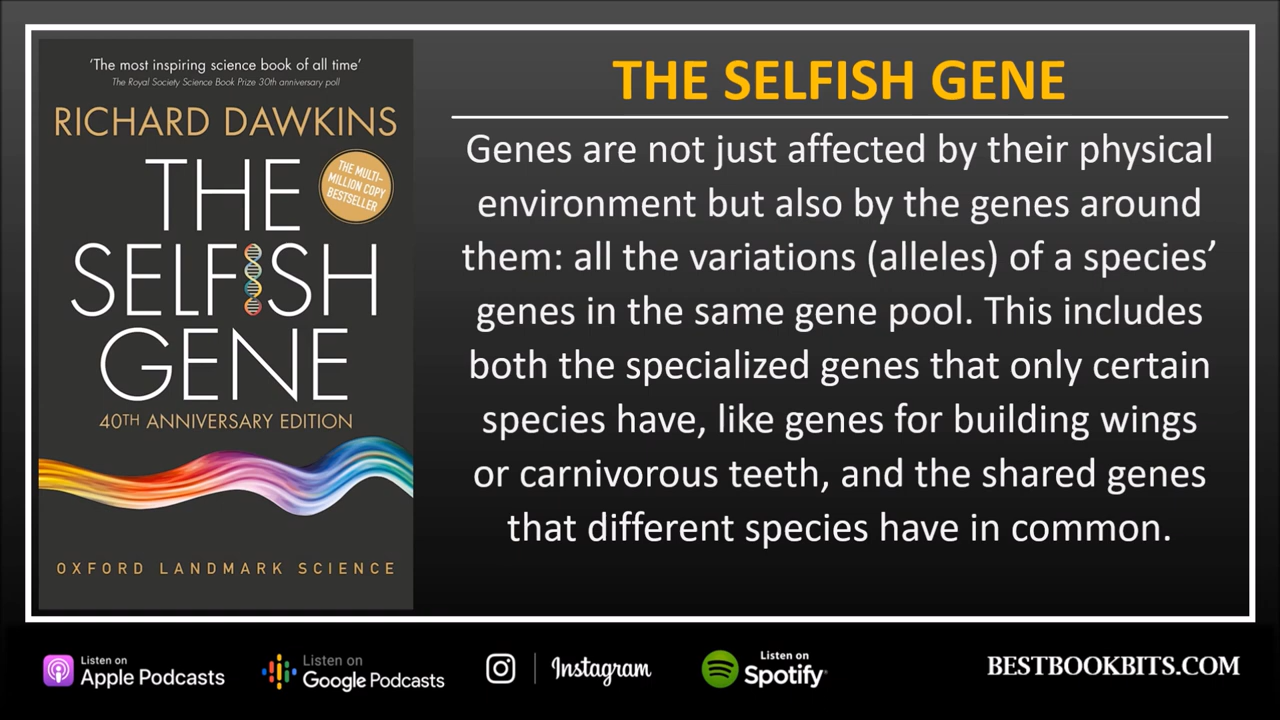 ‘The most inspiring science book of all time’
The Royal Society Science Book Prize 30th anniversary poll
RICHARD DAWKINS
THE
THE MULTI-
MILLION COPY
BESTSELLER
SELFISH
GENE
40TH ANNIVERSARY EDITION
OXFORD LANDMARK SCIENCE
THE SELFISH GENE
Genes are not just affected by their physical
environment but also by the genes around
them: all the variations (alleles) of a species’
genes in the same gene pool. This includes
both the specialized genes that only certain
species have, like genes for building wings
or carnivorous teeth, and the shared genes
that different species have in common.
Listen on
Apple Podcasts
Listen on
Google Podcasts
Instagram
Listen on
Spotify
BESTBOOKBITS.COM